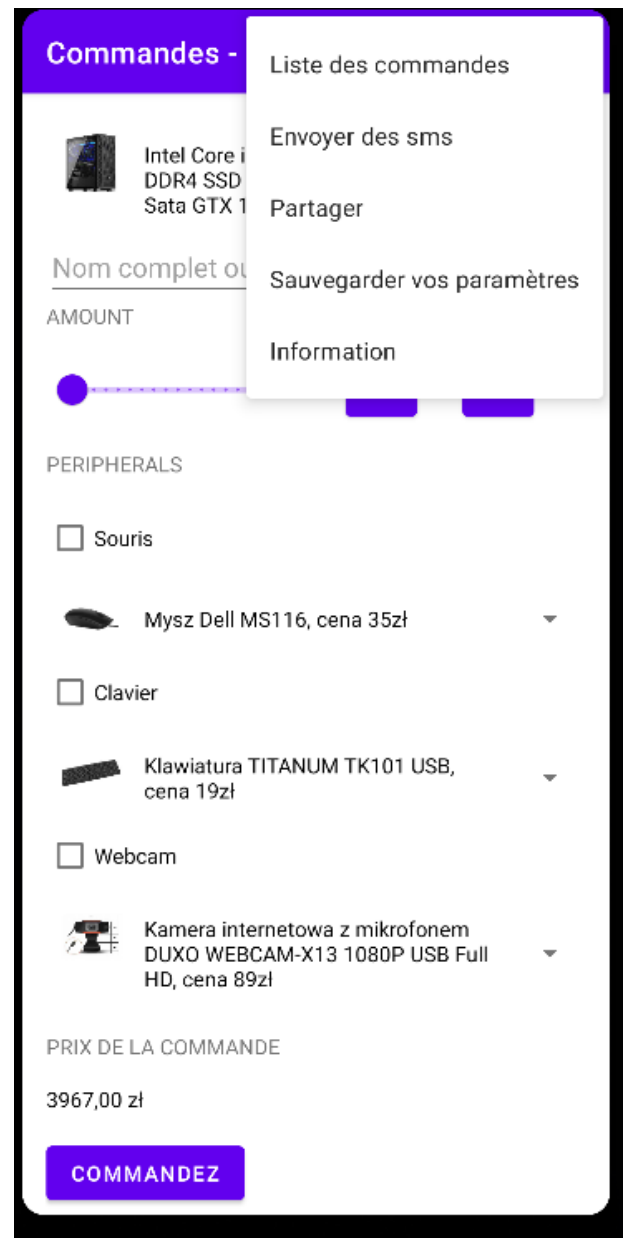 Commandes -
Liste des commandes
Envoyer des sms
Partager
Sauvegarder vos paramètres
Information
Intel Core i
DDR4 SSD
Sata GTX 1
Nom complet ou
AMOUNT
PERIPHERALS
Souris
Mysz Dell MS116, cena 35zł
Clavier
Klawiatura TITANUM TK101 USB,
cena 19zł
Webcam
Kamera internetowa z mikrofonem
DUXO WEBCAM-X13 1080P USB Full
HD, cena 89zł
PRIX DE LA COMMANDE
3967,00 zł
COMMANDEZ